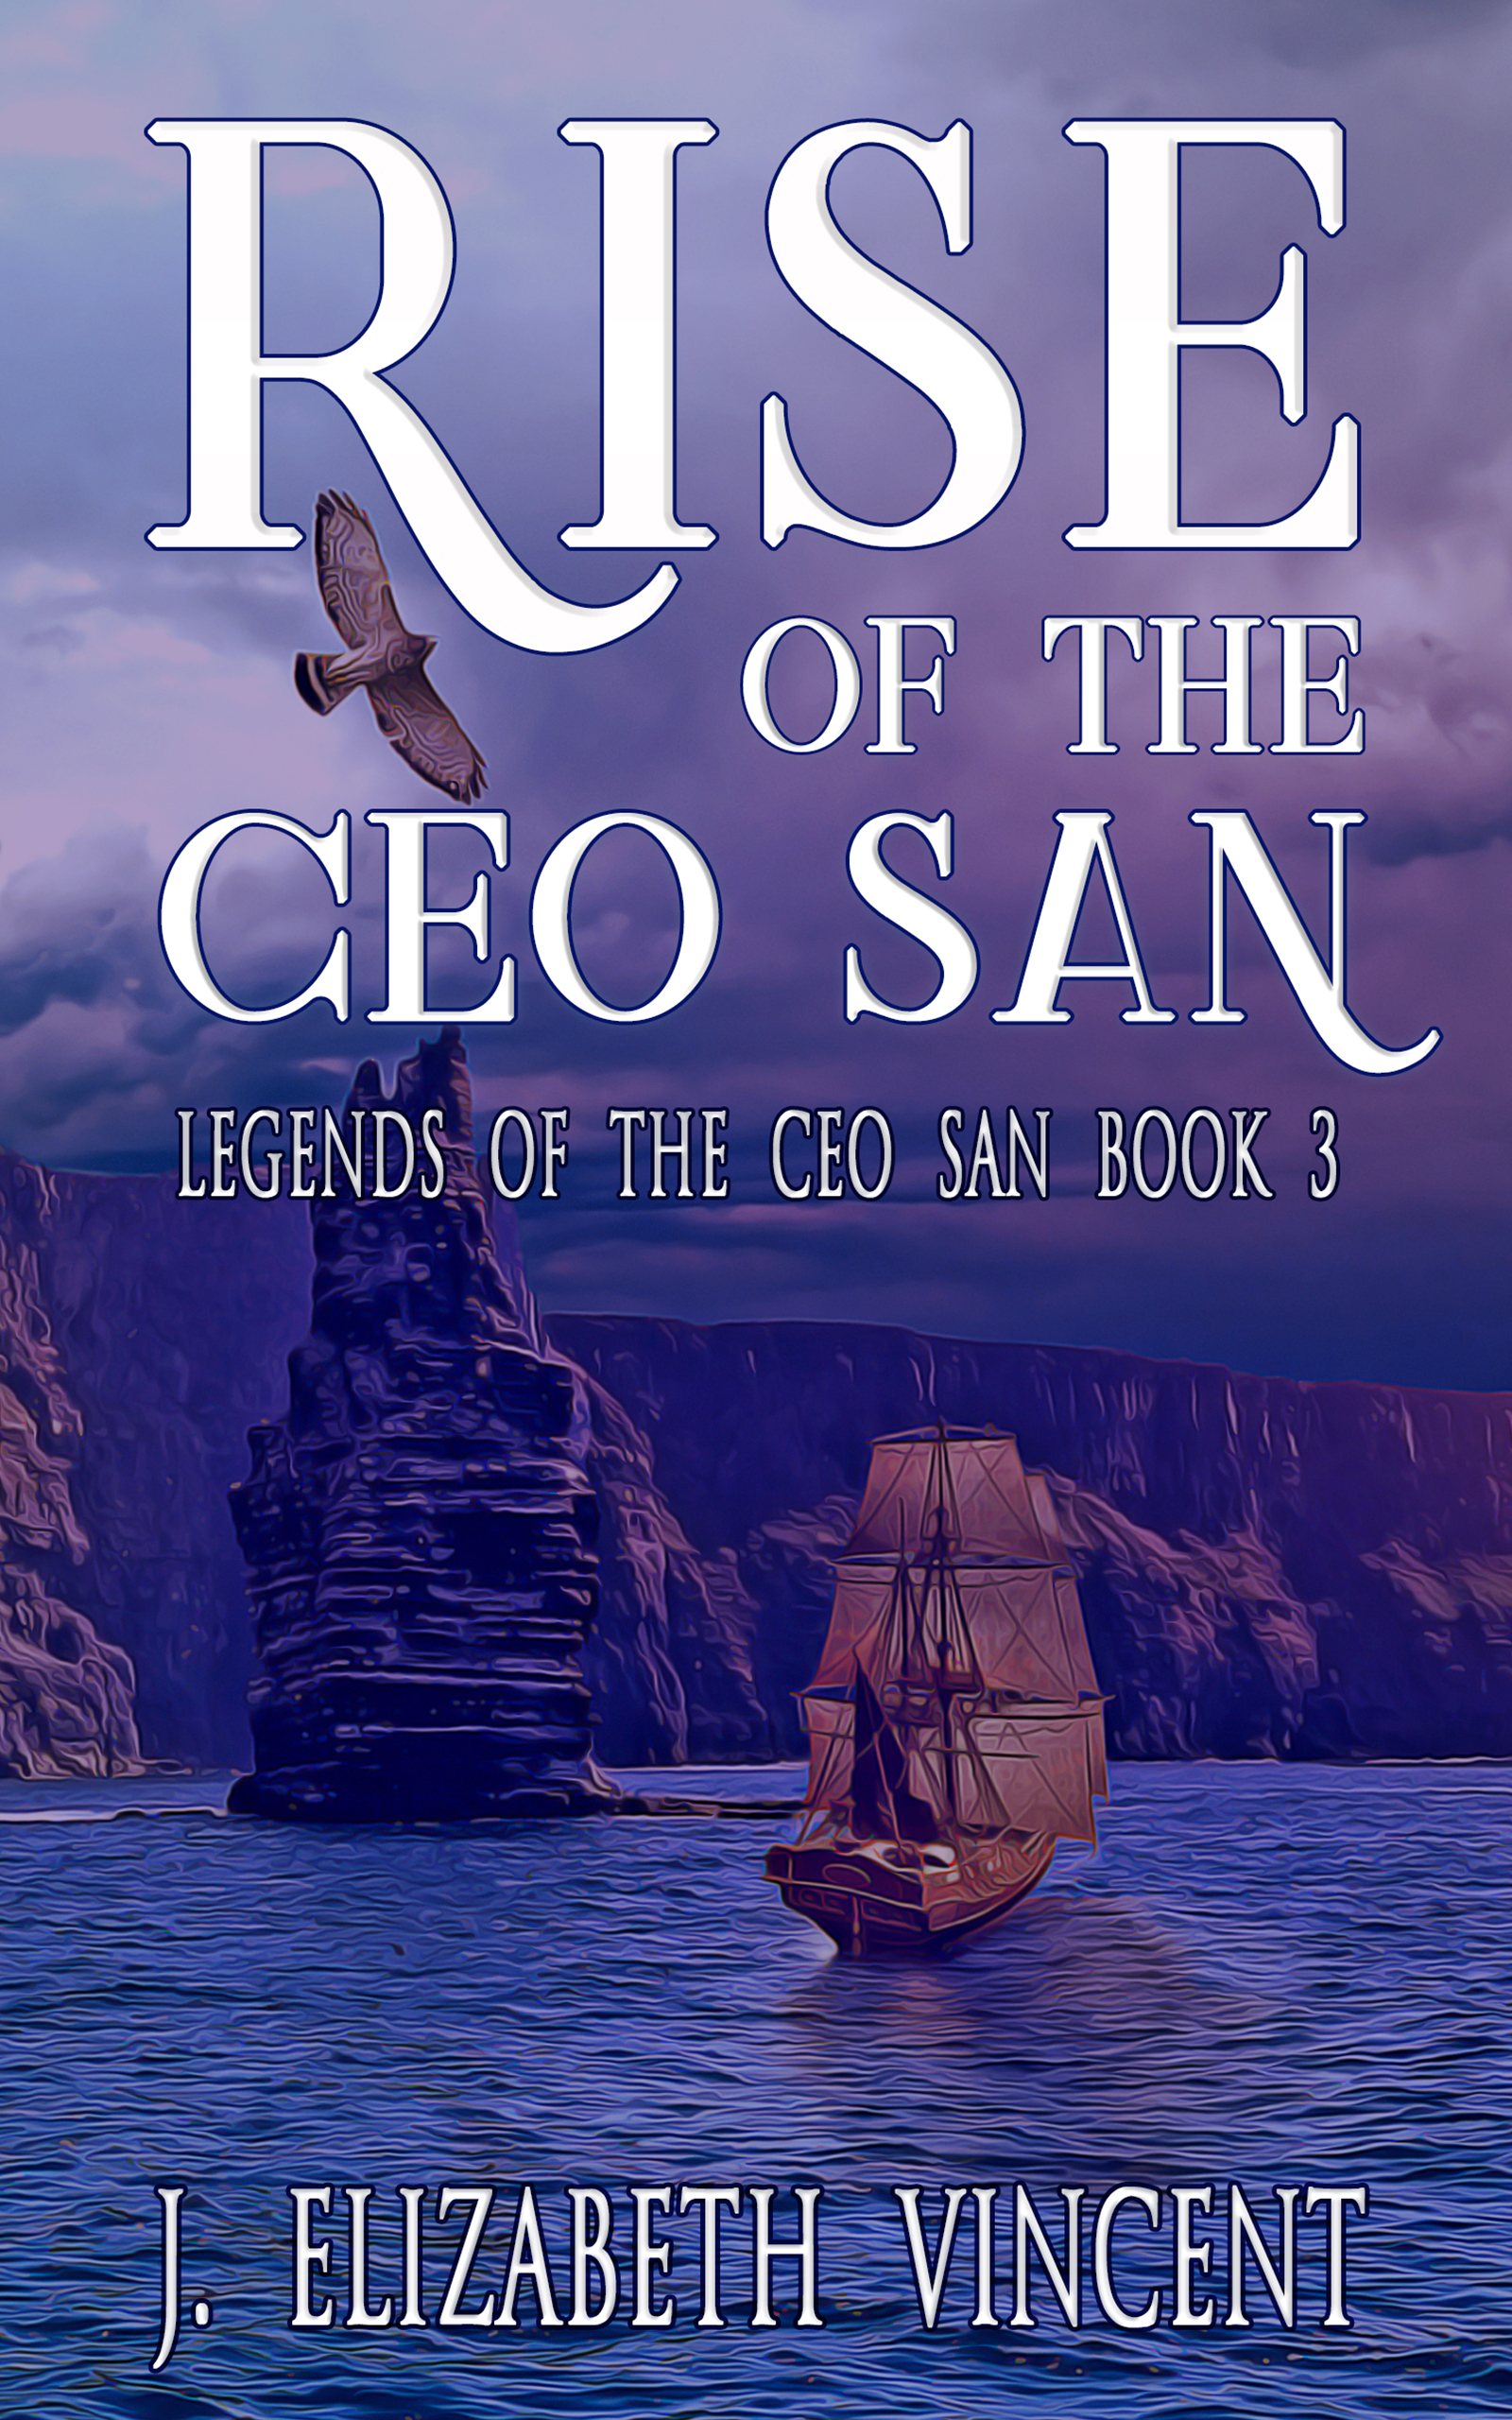 RISE
OF THE
CEO SAN
LEGENDS OF THE CEO SAN BOOK 3
J. ELIZABETH VINCENT